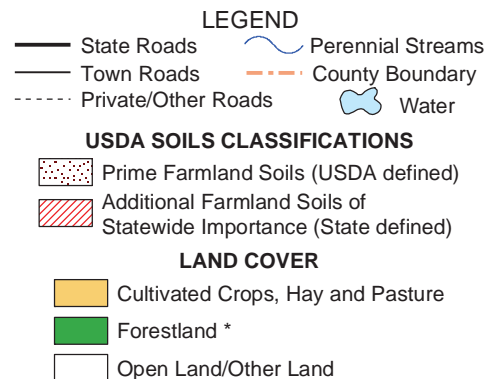 LEGEND
State Roads
Perennial Streams
Town Roads
County Boundary
Private/Other Roads
Water
USDA SOILS CLASSIFICATIONS
Prime Farmland Soils (USDA defined)
Additional Farmland Soils of
Statewide Importance (State defined)
LAND COVER
Cultivated Crops, Hay and Pasture
Forestland *
Open Land/Other Land